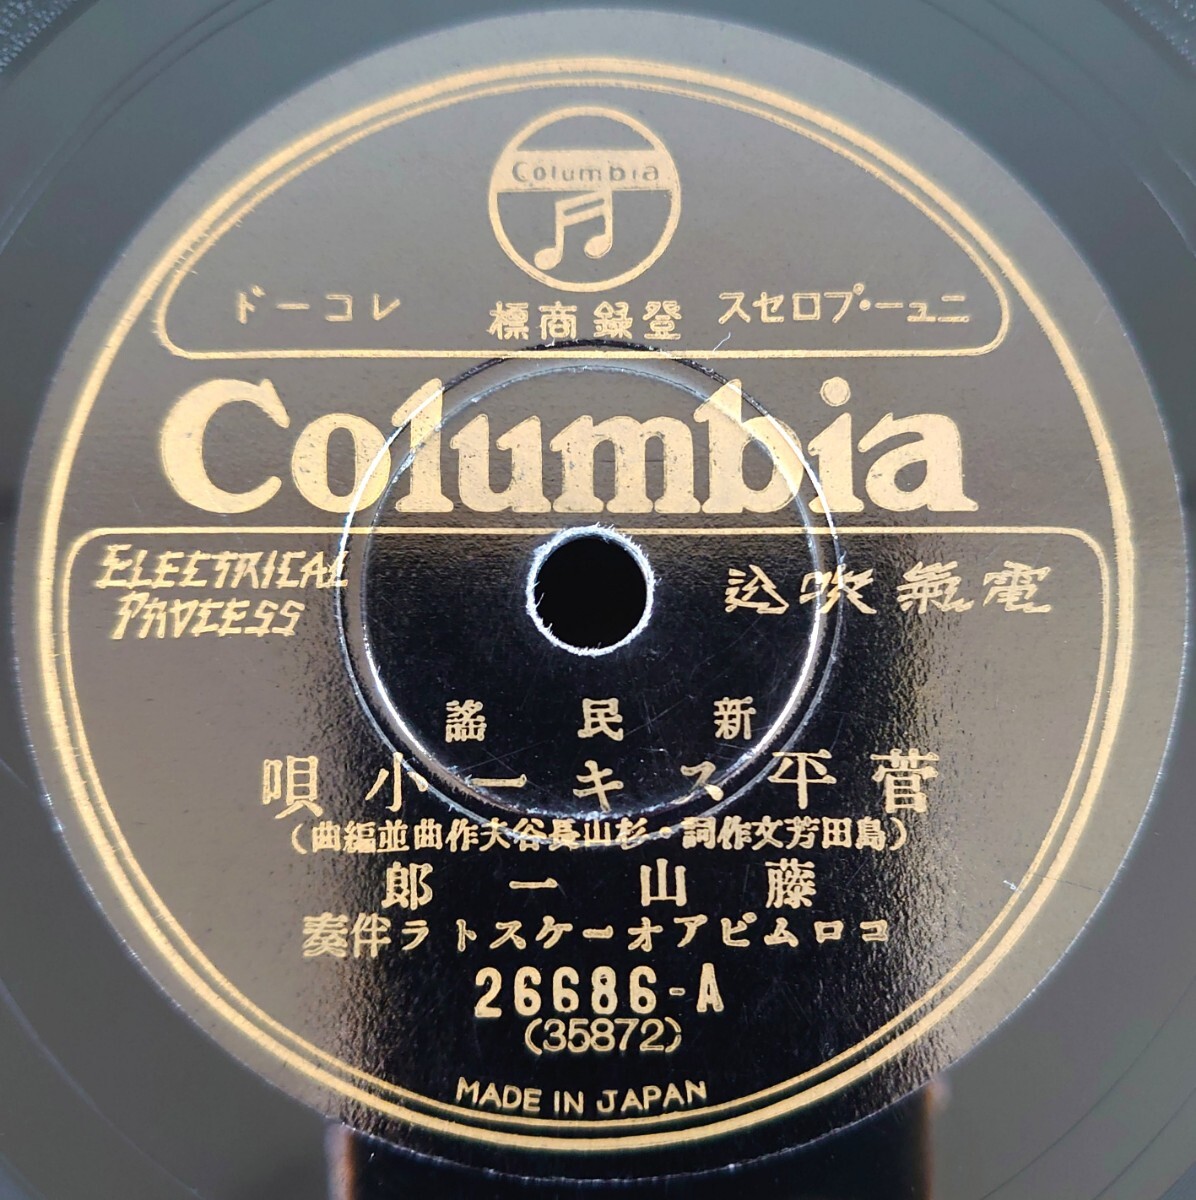 Columbia
ニュー・プロセス 登録商標 レコード
Columbia
ELECTRICAL
PROCESS
電氣吹込
新民謠
菅平スキー小唄
(島田芳文作詞・杉山長谷夫作曲並編曲)
藤山一郎
コロムビアオーケストラ伴奏
26686-A
(35872)
MADE IN JAPAN